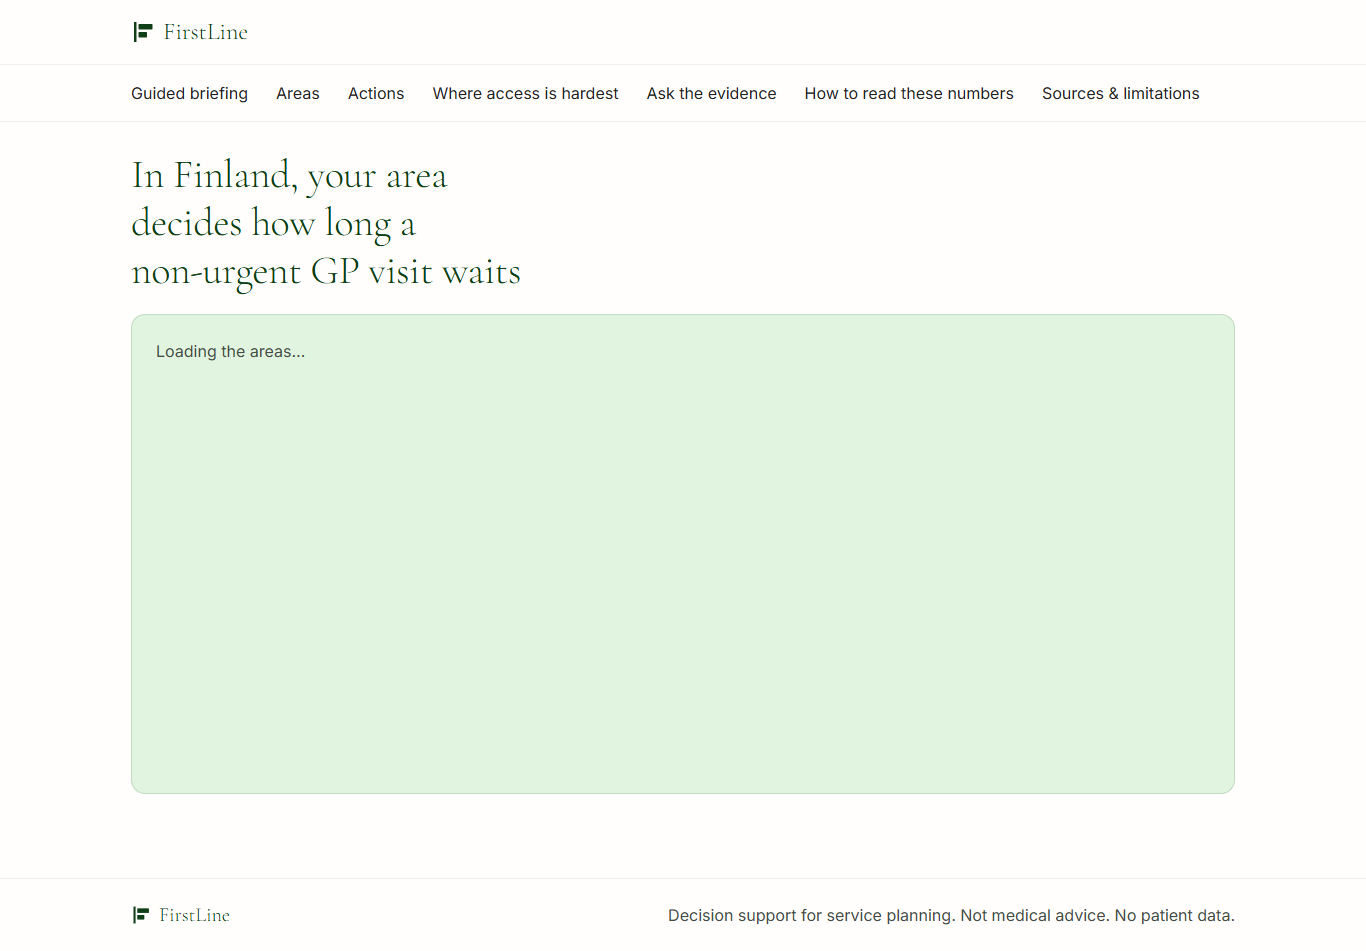 FirstLine
Guided briefing Areas Actions Where access is hardest Ask the evidence How to read these numbers Sources & limitations
In Finland, your area
decides how long a
non-urgent GP visit waits
Loading the areas...
FirstLine
Decision support for service planning. Not medical advice. No patient data.